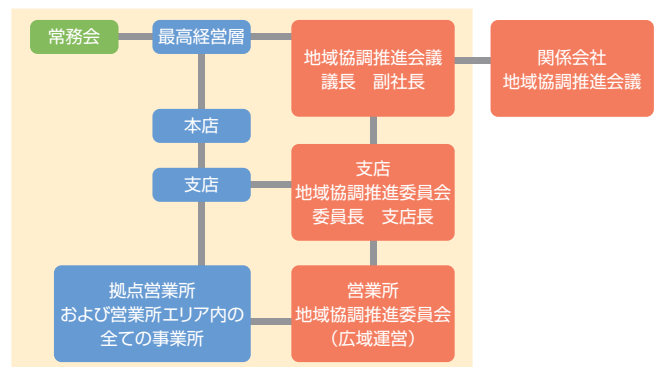 常務会
最高経営層
地域協調推進会議
議長　副社長
関係会社
地域協調推進会議
本店
支店
支店
地域協調推進委員会
委員長　支店長
拠点営業所
および営業所エリア内の
全ての事業所
営業所
地域協調推進委員会
（広域運営）